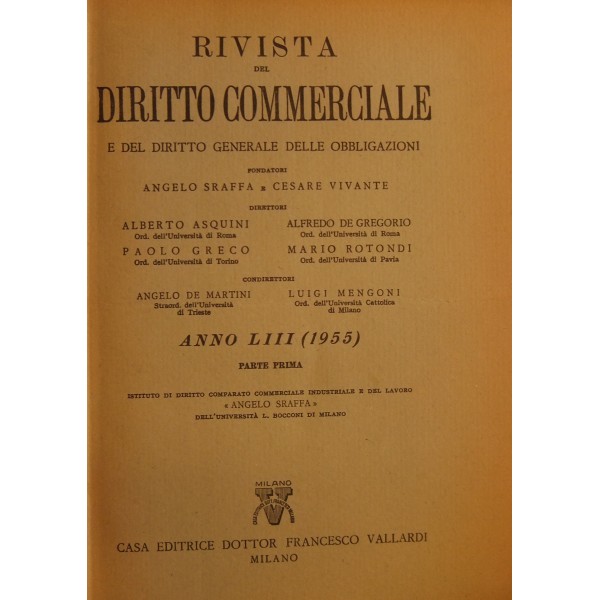 RIVISTA
DEL
DIRITTO COMMERCIALE
E DEL DIRITTO GENERALE DELLE OBBLIGAZIONI
FONDATORI
ANGELO SRAFFA E CESARE VIVANTE
DIRETTORI
ALBERTO ASQUINI ALFREDO DE GREGORIO
Ord. dell'Università di Roma Ord. dell'Università di Roma
PAOLO GRECO MARIO ROTONDI
Ord. dell'Università di Torino Ord. dell'Università di Pavia
CONDIRETTORI
ANGELO DE MARTINI LUIGI MENGONI
Straord. dell'Università Ord. dell'Università Cattolica
di Trieste di Milano
ANNO LIII (1955)
PARTE PRIMA
ISTITUTO DI DIRITTO COMPARATO COMMERCIALE INDUSTRIALE E DEL LAVORO
« ANGELO SRAFFA »
DELL'UNIVERSITÀ L. BOCCONI DI MILANO
MILANO
V
CASA EDITRICE DOTTOR FRANCESCO VALLARDI
MILANO